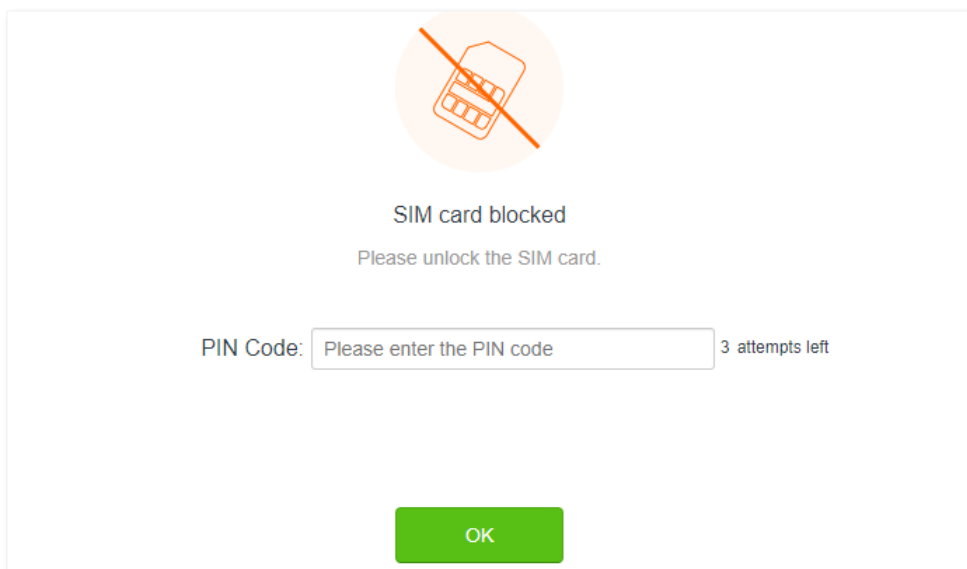 SIM card blocked
Please unlock the SIM card.
PIN Code: Please enter the PIN code 3 attempts left
OK